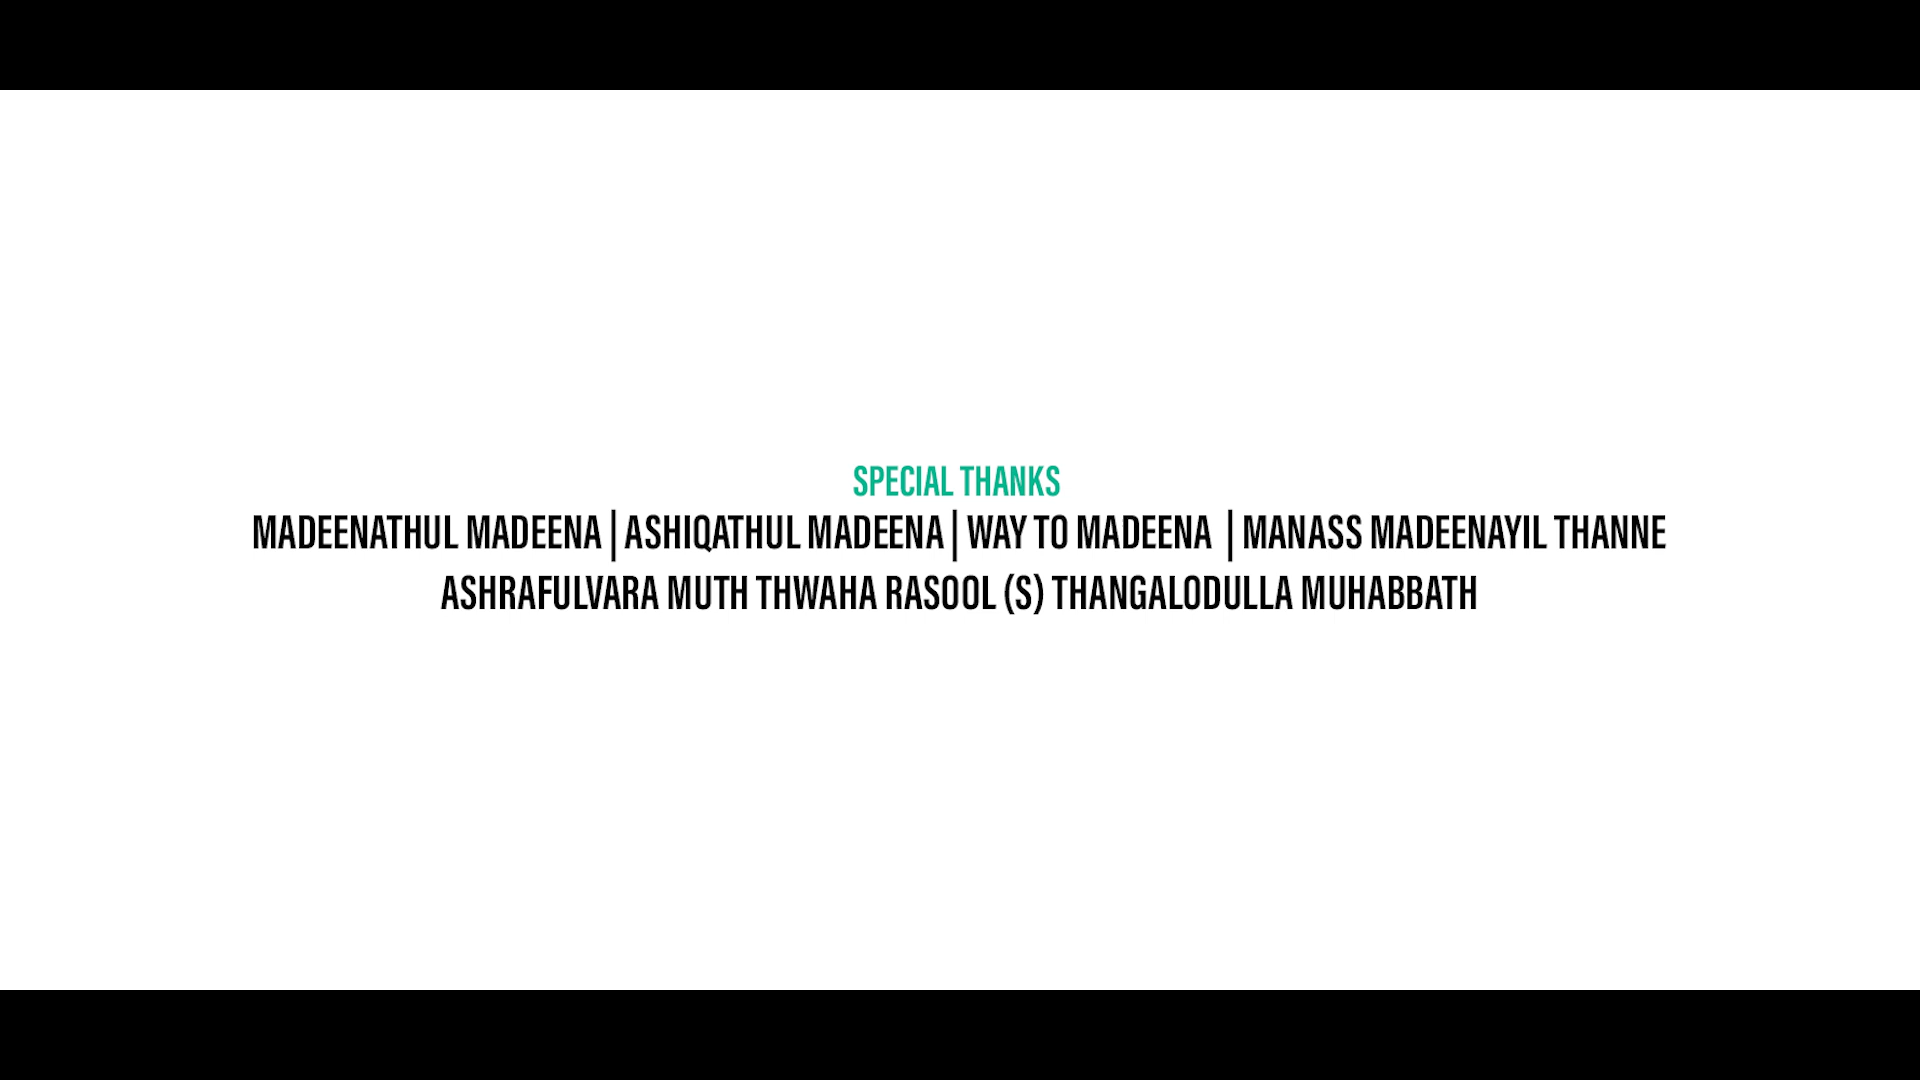 SPECIAL THANKS
MADEENATHUL MADEENA | ASHIQATHUL MADEENA | WAY TO MADEENA | MANASS MADEENAYIL THANNE
ASHRAFULVARA MUTH THWAHA RASOOL (S) THANGALODULLA MUHABBATH